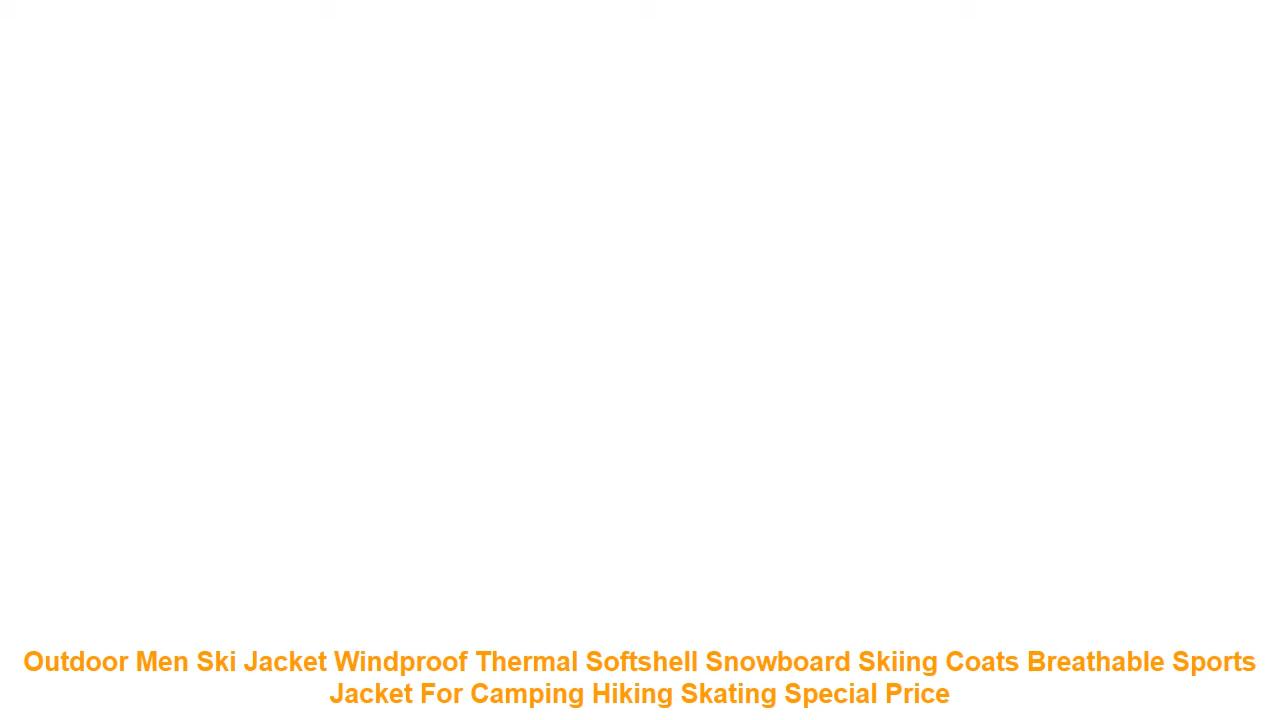 Outdoor Men Ski Jacket Windproof Thermal Softshell Snowboard Skiing Coats Breathable Sports
Jacket For Camping Hiking Skating Special Price